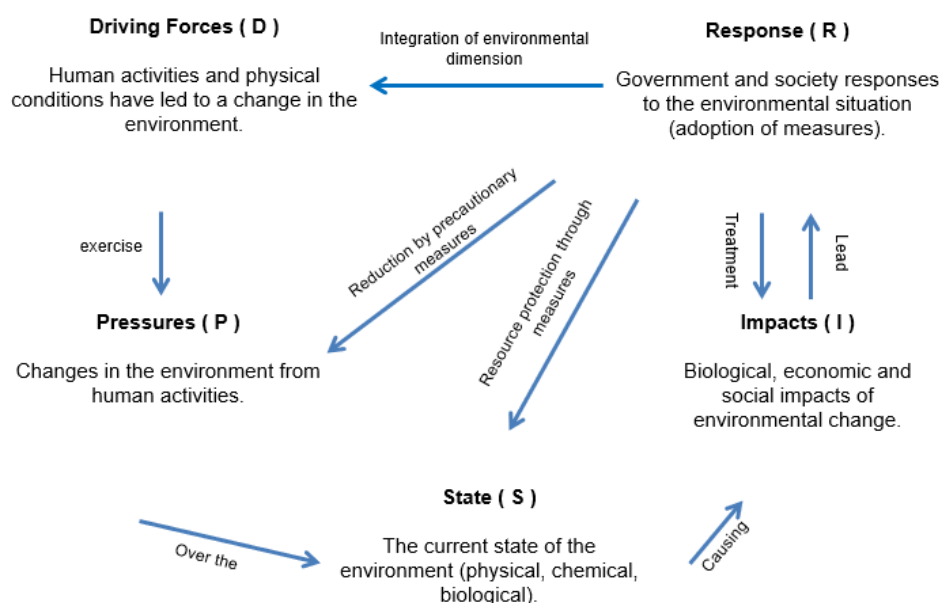 Driving Forces ( D )
Human activities and physical
conditions have led to a change in the
environment.
Integration of environmental
dimension
Response ( R )
Government and society responses
to the environmental situation
(adoption of measures).
exercise
Reduction by precautionary
measures
Resource protection through
measures
Treatment
Lead
Pressures ( P )
Changes in the environment from
human activities.
Impacts ( I )
Biological, economic and
social impacts of
environmental change.
Over the
State ( S )
The current state of the
environment (physical, chemical,
biological).
Causing